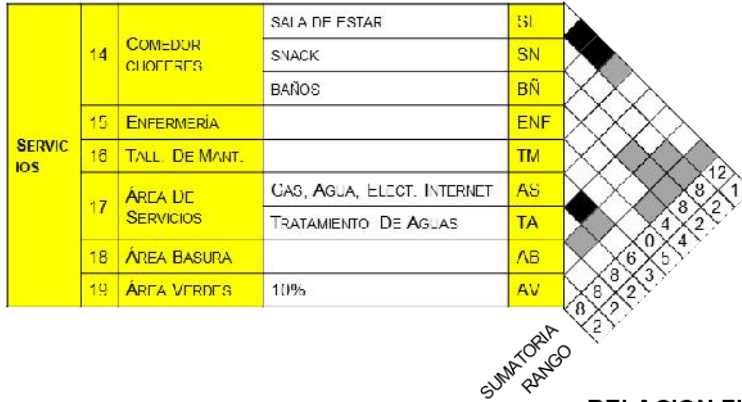 SALA DE ESTAR
14 COMEDOR CHOFERES SNACK SN
BAÑOS BÑ
15 ENFERMERÍA ENF
SERVICIOS
16 TALL. DE MANT. TM
17 ÁREA DE SERVICIOS GAS, AGUA, ELECT. INTERNET AS
TRATAMIENTO DE AGUAS TA
18 ÁREA BASURA AB
19 ÁREA VERDES 10% AV
SUMATORIA 8 8 8 6 0 4 8 8 12
RANGO 2 2 2 3 5 4 2 2 1
RELACION